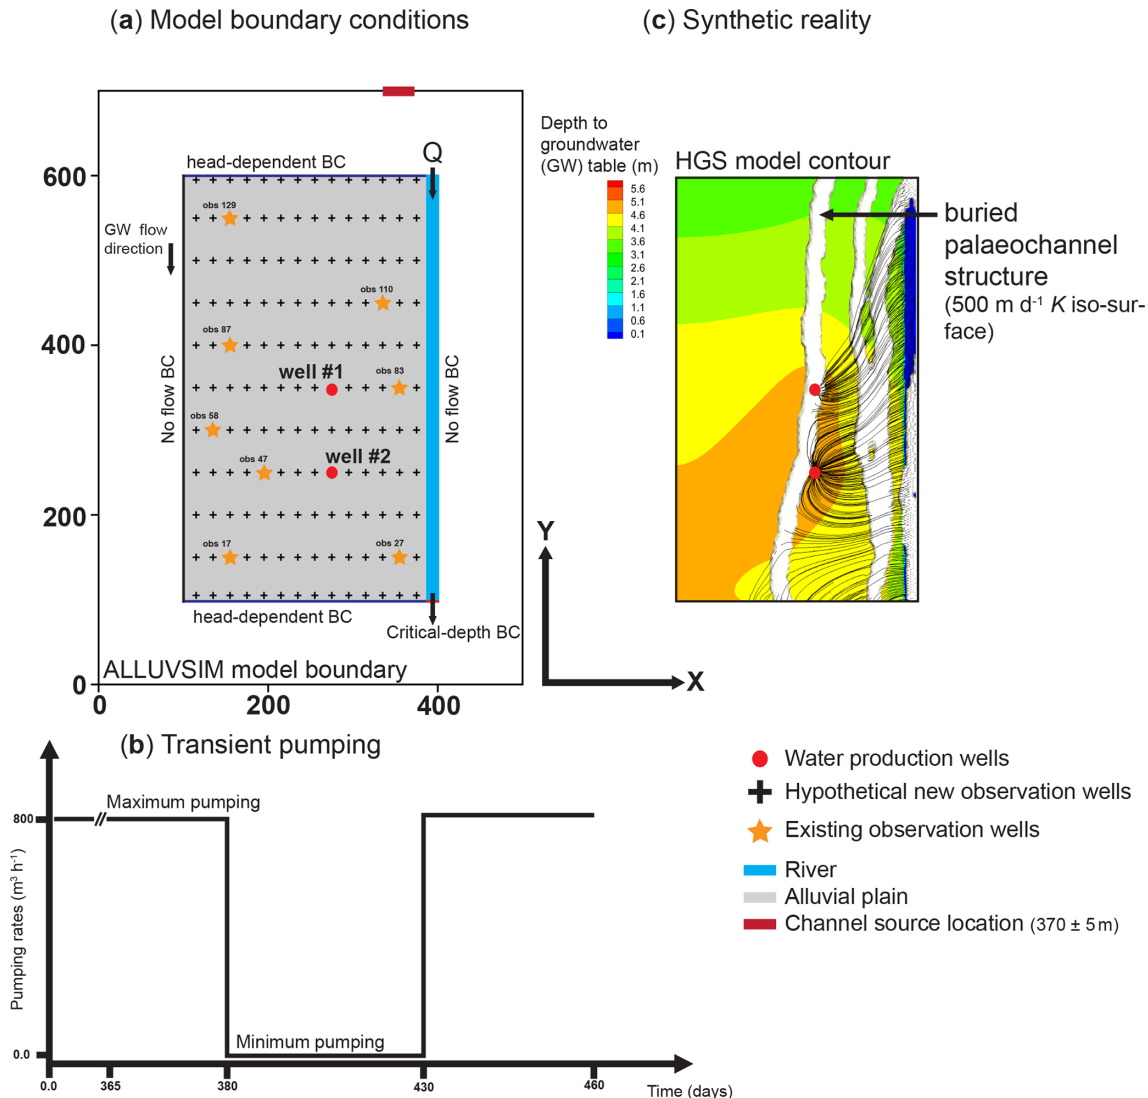 (a) Model boundary conditions
Q
head-dependent BC
600
obs 129
GW flow
direction
obs 110
obs 87
400
well #1
obs 83
No flow BC
No flow BC
obs 58
well #2
obs 47
200
obs 17
obs 27
head-dependent BC
Critical-depth BC
ALLUVSIM model boundary
0
0
200
400
Y
X
(c) Synthetic reality
Depth to
groundwater
(GW) table (m)
5.6
5.1
4.6
4.1
3.6
3.1
2.6
2.1
1.6
1.1
0.6
0.1
HGS model contour
buried
palaeochannel
structure
(500 m d⁻¹ K iso-sur-
face)
(b) Transient pumping
Maximum pumping
800
Pumping rates (m³ h⁻¹)
Minimum pumping
0.0
0.0
365
380
430
460
Time (days)
Water production wells
Hypothetical new observation wells
Existing observation wells
River
Alluvial plain
Channel source location (370 ± 5 m)